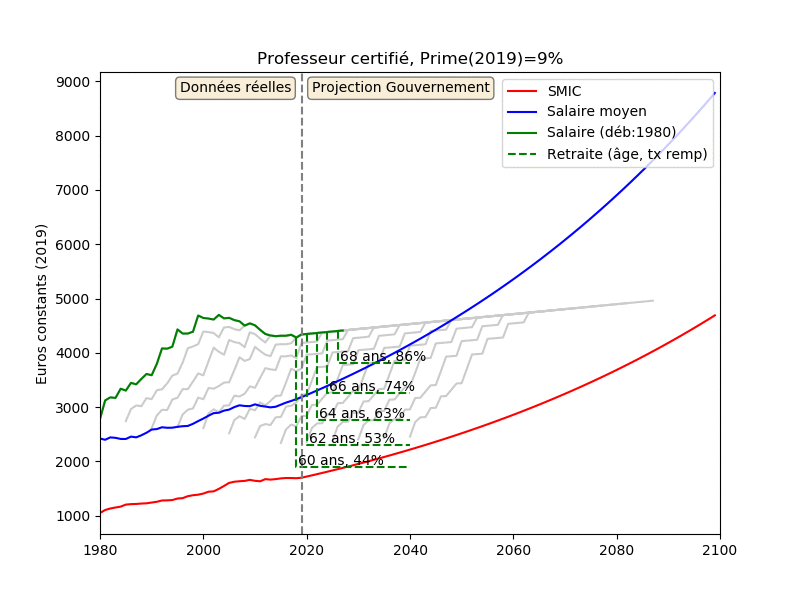 Professeur certifié, Prime(2019)=9%
Données réelles
Projection Gouvernement
SMIC
Salaire moyen
Salaire (déb:1980)
Retraite (âge, tx remp)
Euros constants (2019)
9000
8000
7000
6000
5000
4000
3000
2000
1000
68 ans, 86%
66 ans, 74%
64 ans, 63%
62 ans, 53%
60 ans, 44%
1980
2000
2020
2040
2060
2080
2100